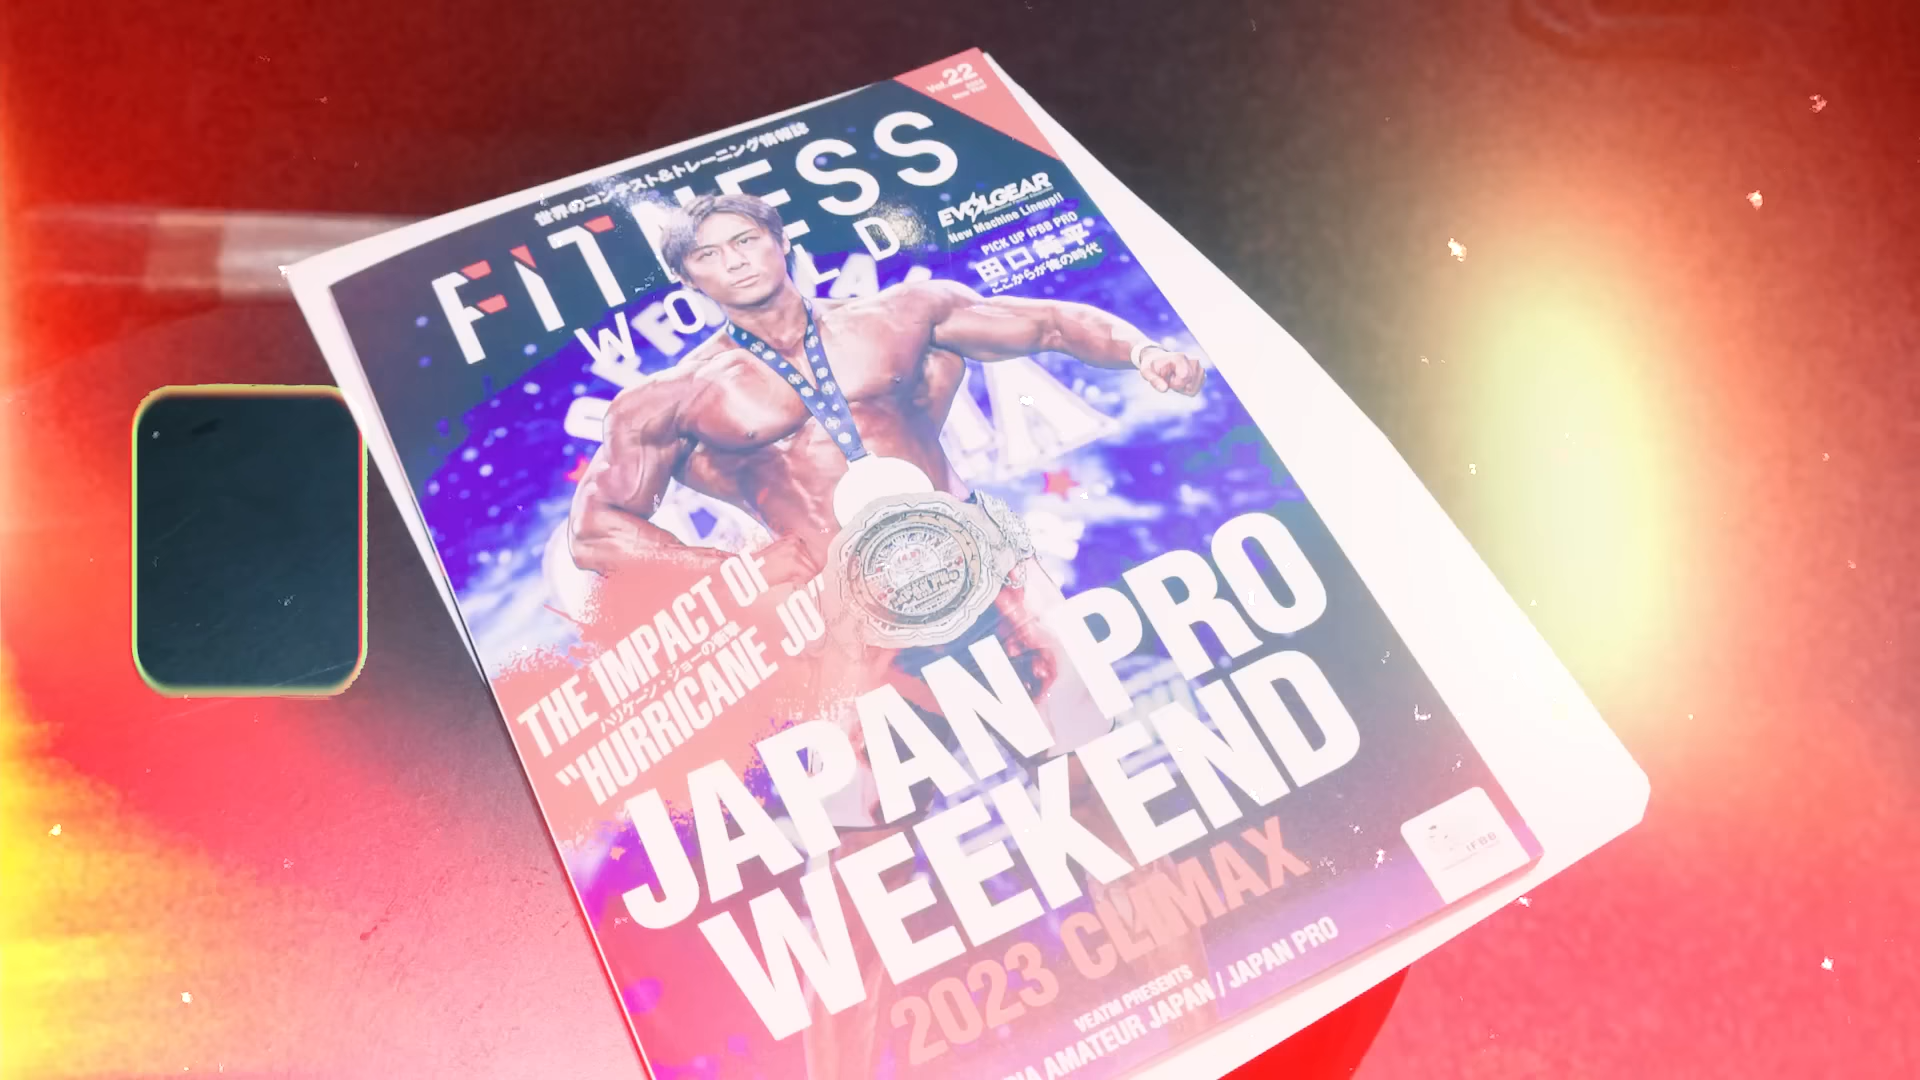 Vol.22
世界のコンテスト&トレーニング情報誌
FITNESS
WORLD
EVOLGEAR
New Machine Lineup!!
PICK UP IFBB PRO
田口純平
ここからが俺の時代
THE IMPACT OF
ハリケーン・ジョーの衝撃
“HURRICANE JO”
JAPAN PRO
WEEKEND
2023 CLIMAX
IFBB
VEATM PRESENTS
AMATEUR JAPAN / JAPAN PRO